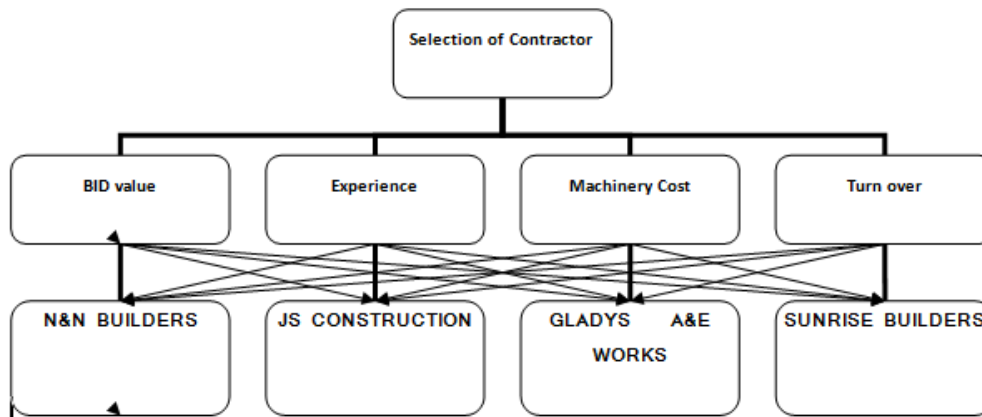 Selection of Contractor
BID value
Experience
Machinery Cost
Turn over
N&N BUILDERS
JS CONSTRUCTION
GLADYS A&E
WORKS
SUNRISE BUILDERS